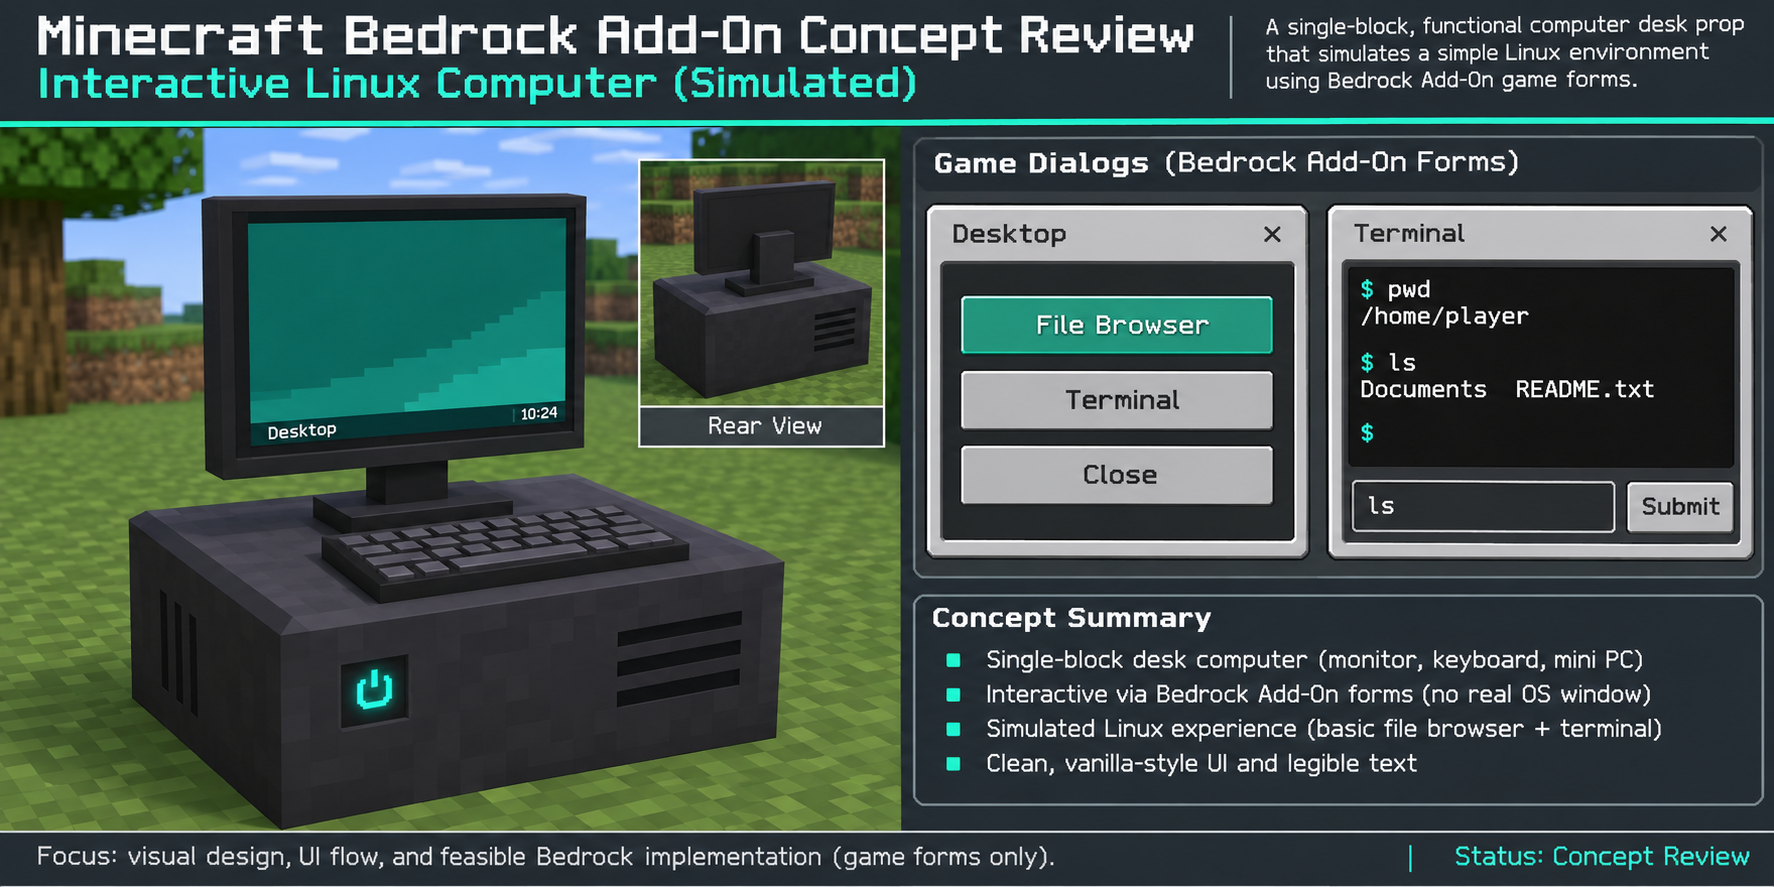 Minecraft Bedrock Add-On Concept Review
Interactive Linux Computer (Simulated)
A single-block, functional computer desk prop
that simulates a simple Linux environment
using Bedrock Add-On game forms.
Desktop
10:24
Rear View
Game Dialogs (Bedrock Add-On Forms)
Desktop
File Browser
Terminal
Close
Terminal
$ pwd
/home/player
$ ls
Documents README.txt
$
ls
Submit
Concept Summary
Single-block desk computer (monitor, keyboard, mini PC)
Interactive via Bedrock Add-On forms (no real OS window)
Simulated Linux experience (basic file browser + terminal)
Clean, vanilla-style UI and legible text
Focus: visual design, UI flow, and feasible Bedrock implementation (game forms only).
Status: Concept Review